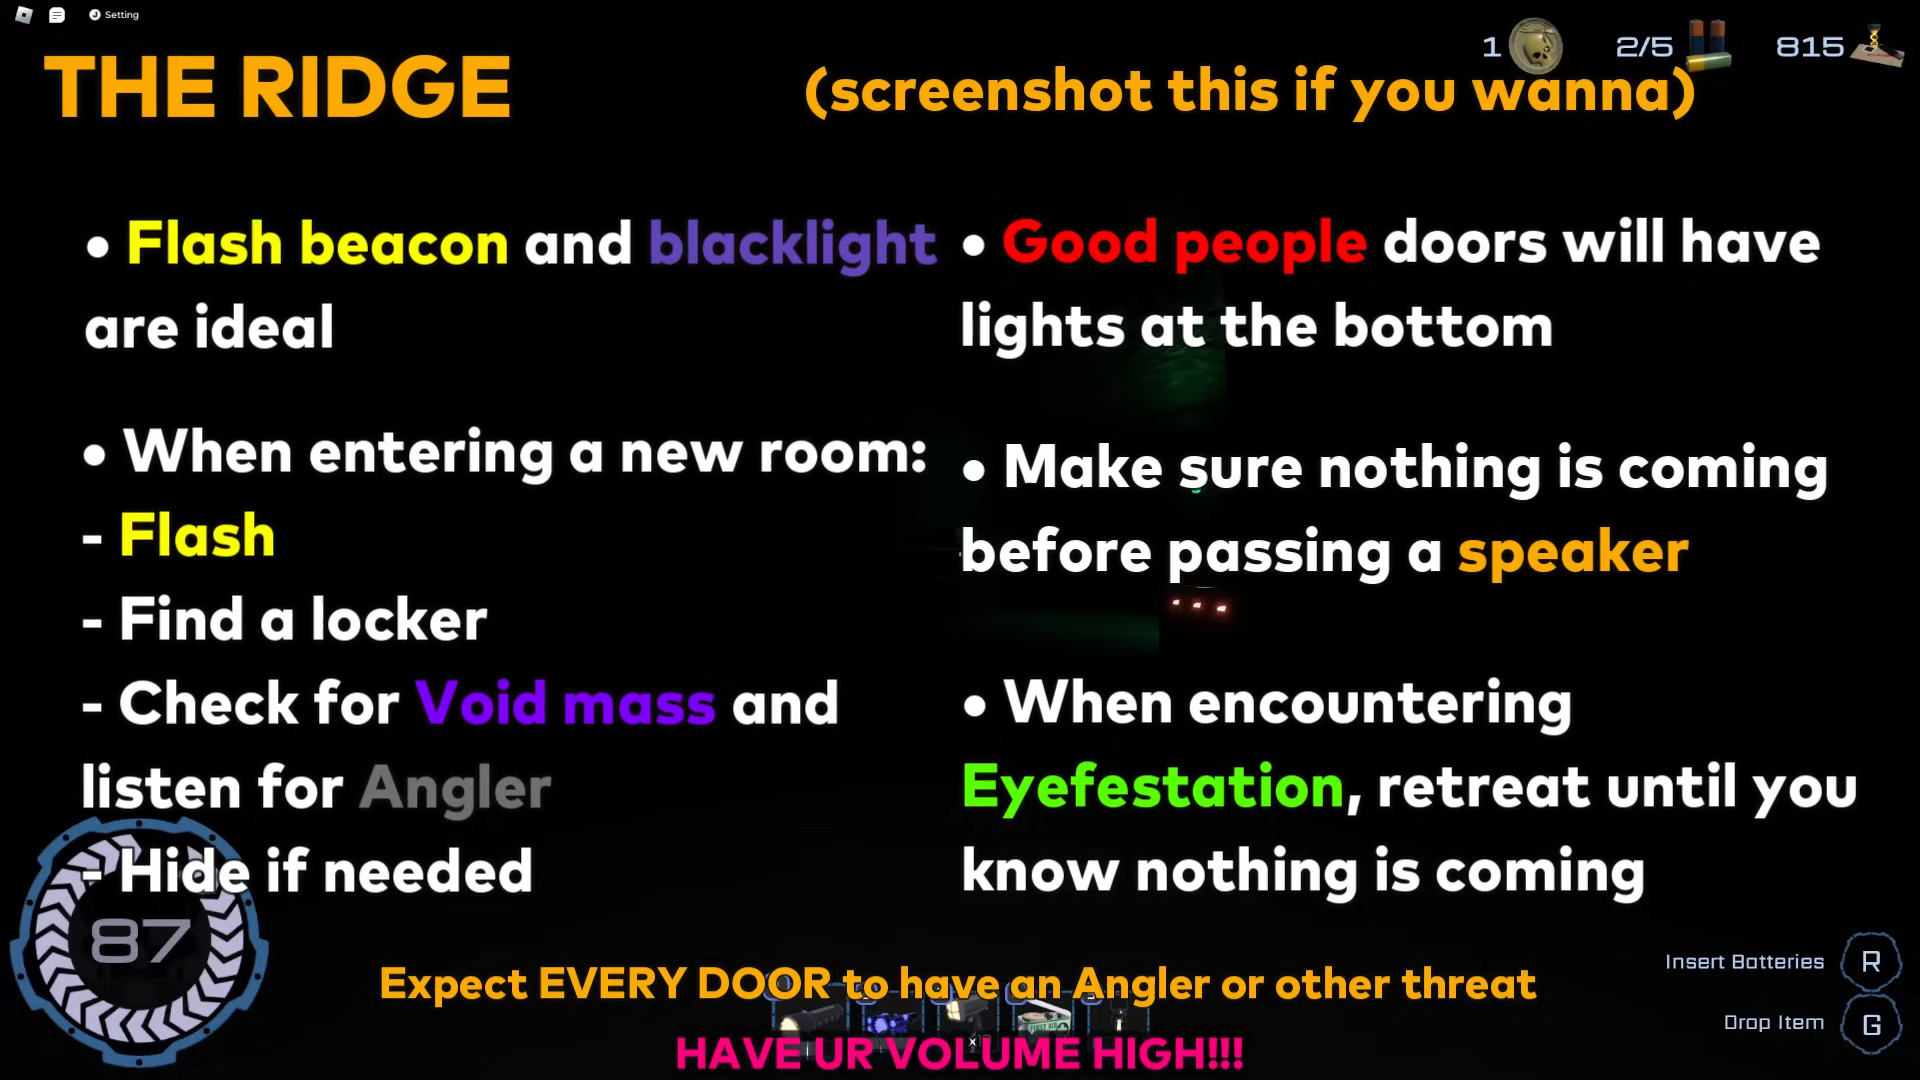 Setting
1
2/5
815
THE RIDGE
(screenshot this if you wanna)
• Flash beacon and blacklight
are ideal
• When entering a new room:
- Flash
- Find a locker
- Check for Void mass and
listen for Angler
- Hide if needed
• Good people doors will have
lights at the bottom
• Make sure nothing is coming
before passing a speaker
• When encountering
Eyefestation, retreat until you
know nothing is coming
87
Insert Batteries R
Drop Item G
Expect EVERY DOOR to have an Angler or other threat
FIRST AID
HAVE UR VOLUME HIGH!!!